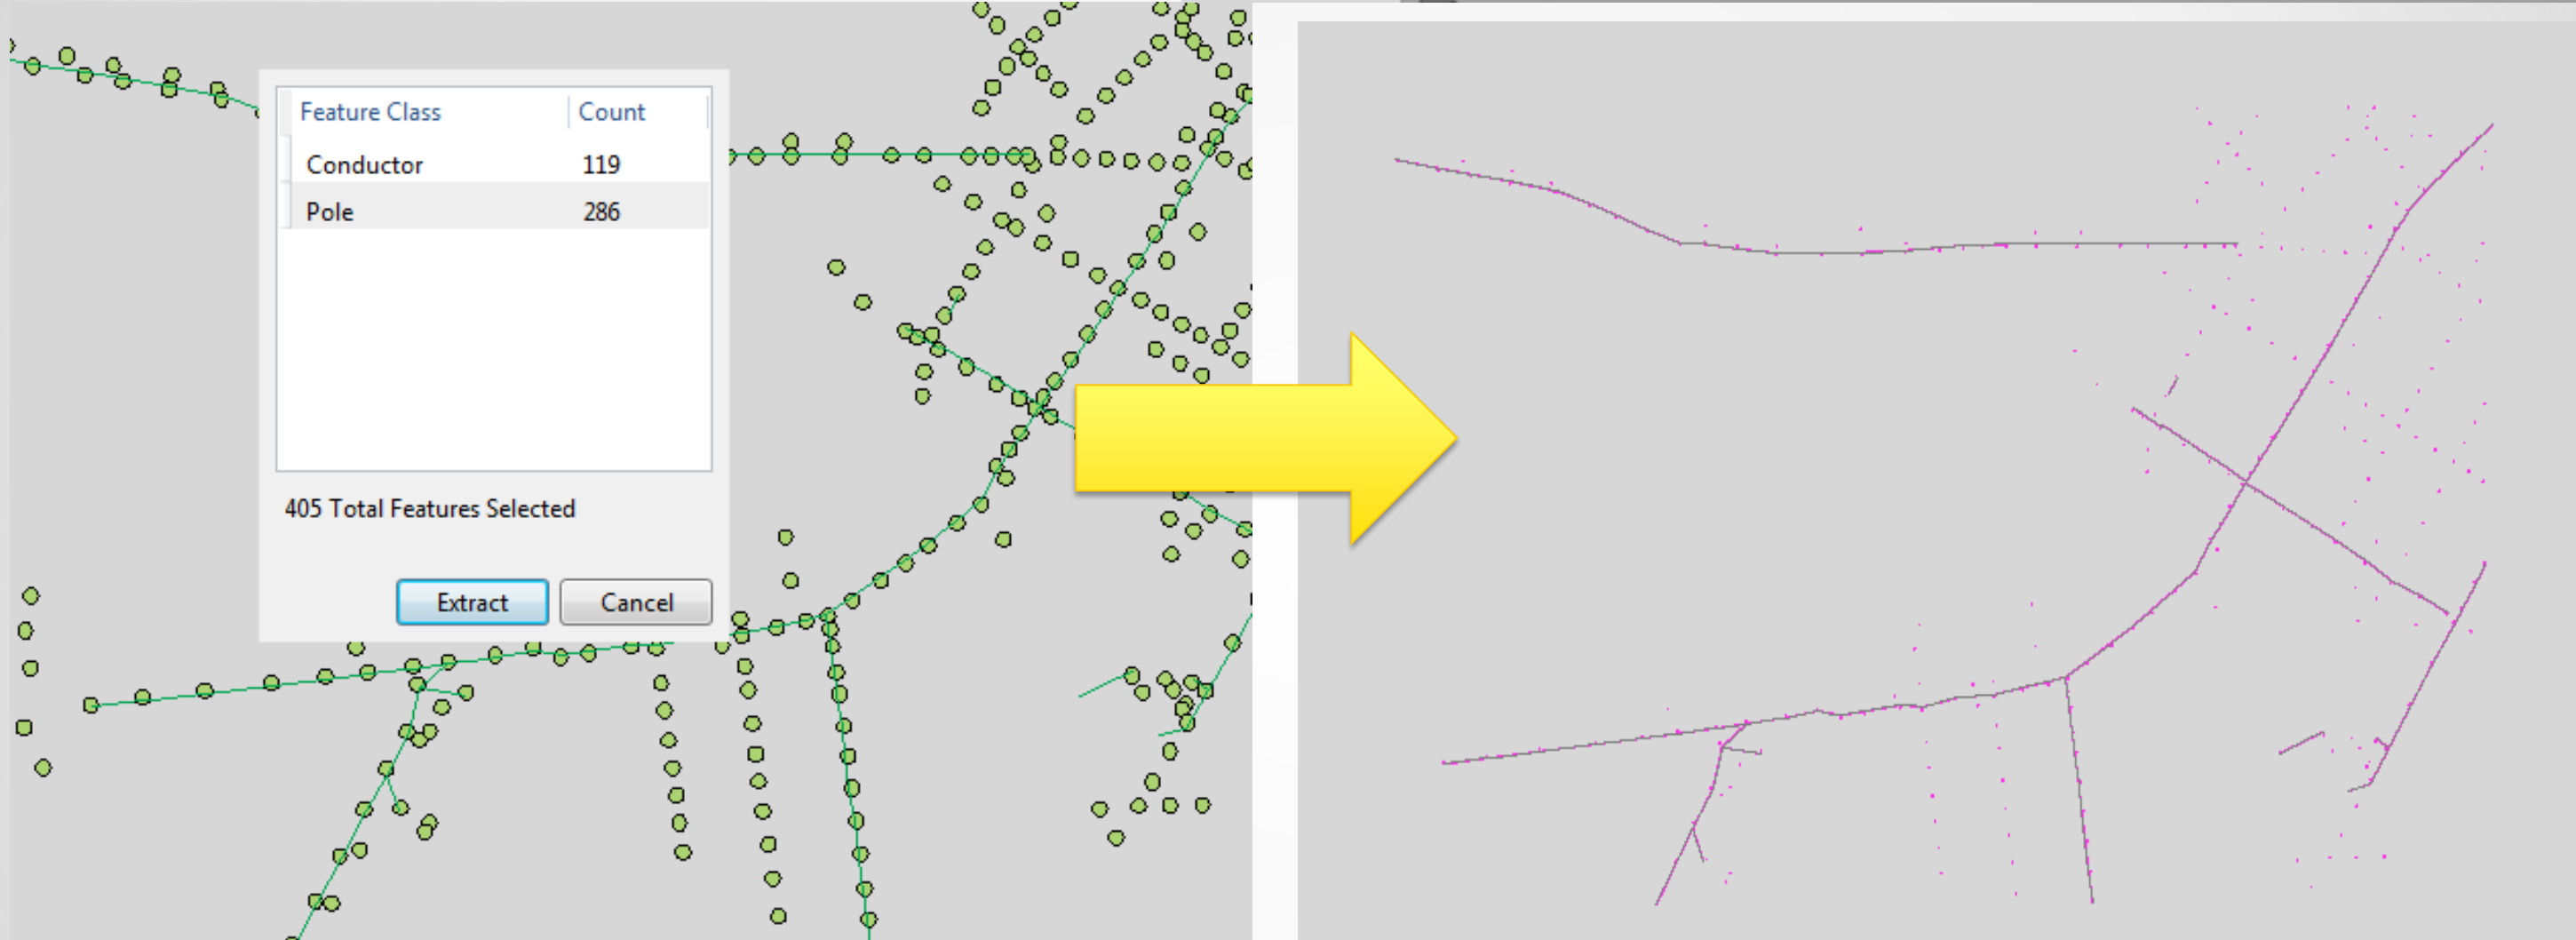 Feature Class Count
Conductor 119
Pole 286
405 Total Features Selected
Extract Cancel